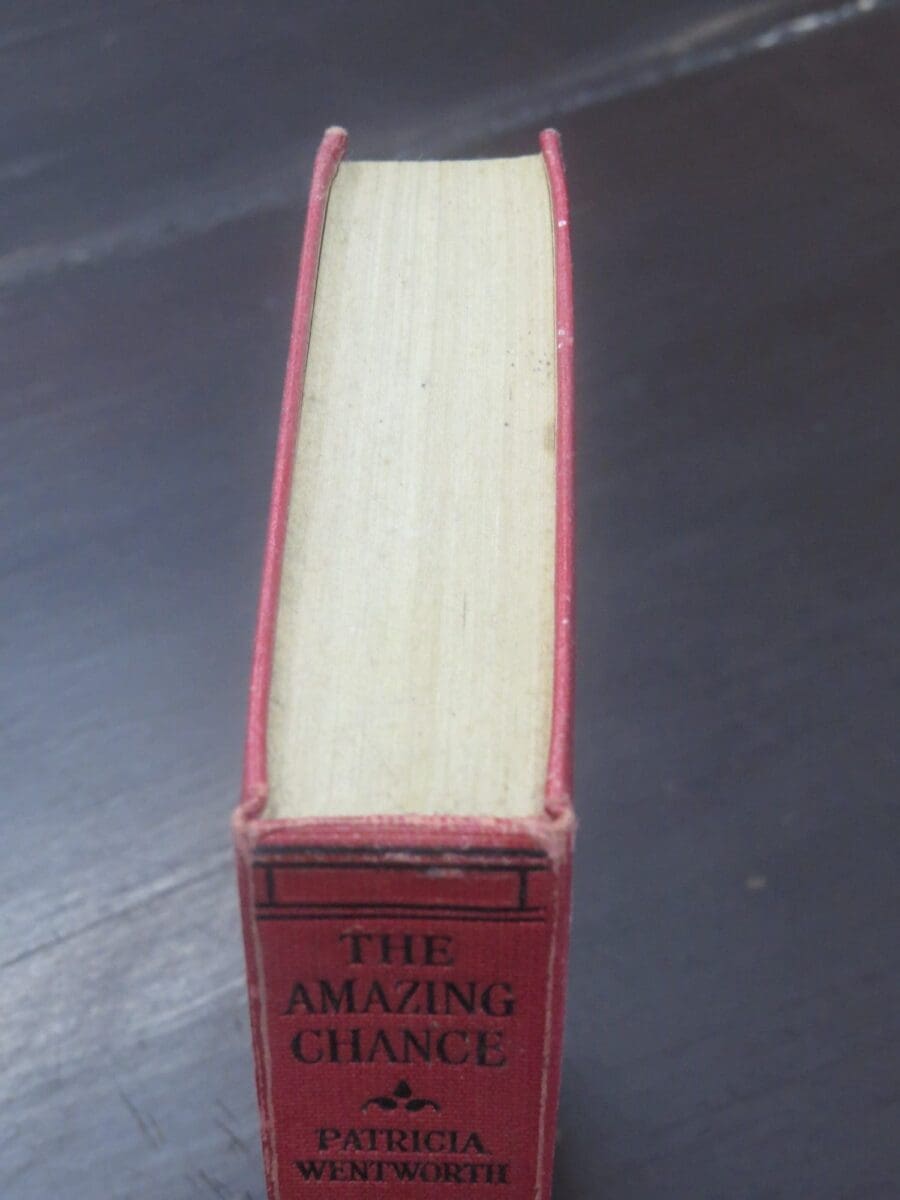 THE
AMAZING
CHANCE
PATRICIA
WENTWORTH